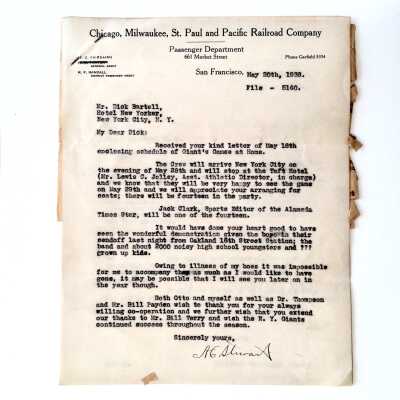 Chicago, Milwaukee, St. Paul and Pacific Railroad Company
Passenger Department
661 Market Street
GENERAL AGENT
R. F. RANDALL
DISTRICT PASSENGER AGENT
Phone Garfield
San Francisco, May 20th, 1938.
File - 5160.
Mr. Dick Bartell,
Hotel New Yorker,
New York City, N. Y.
My Dear Dick:
Received your kind letter of May 16th
enclosing schedule of Giant's Games at Home.
The Crew will arrive New York City on
the evening of May 28th and will stop at the Taft Hotel
(Mr. Lewis C. Jolley, Asst. Athletic Director, in charge)
and we know that they will be very happy to see the game
on May 29th and we will appreciate your arranging for
seats; there will be fourteen in the party.
Jack Clark, Sports Editor of the Alameda
Times Star, will be one of the fourteen.
It would have done your heart good to have
seen the wonderful demonstration given the boys in their
sendoff last night from Oakland 16th Street Station; the
band and about 2000 noisy high school youngsters and ???
grown up kids.
Owing to illness of my boss it was impossible
for me to accompany them as much as I would like to have
gone, it may be possible that I will see you later on in
the year though.
Both Otto and myself as well as Dr. Thompson
and Mr. Bill Payden wish to thank you for your always
willing co-operation and we further wish that you extend
our thanks to Mr. Bill Terry and wish the N. Y. Giants
continued success throughout the season.
Sincerely yours,